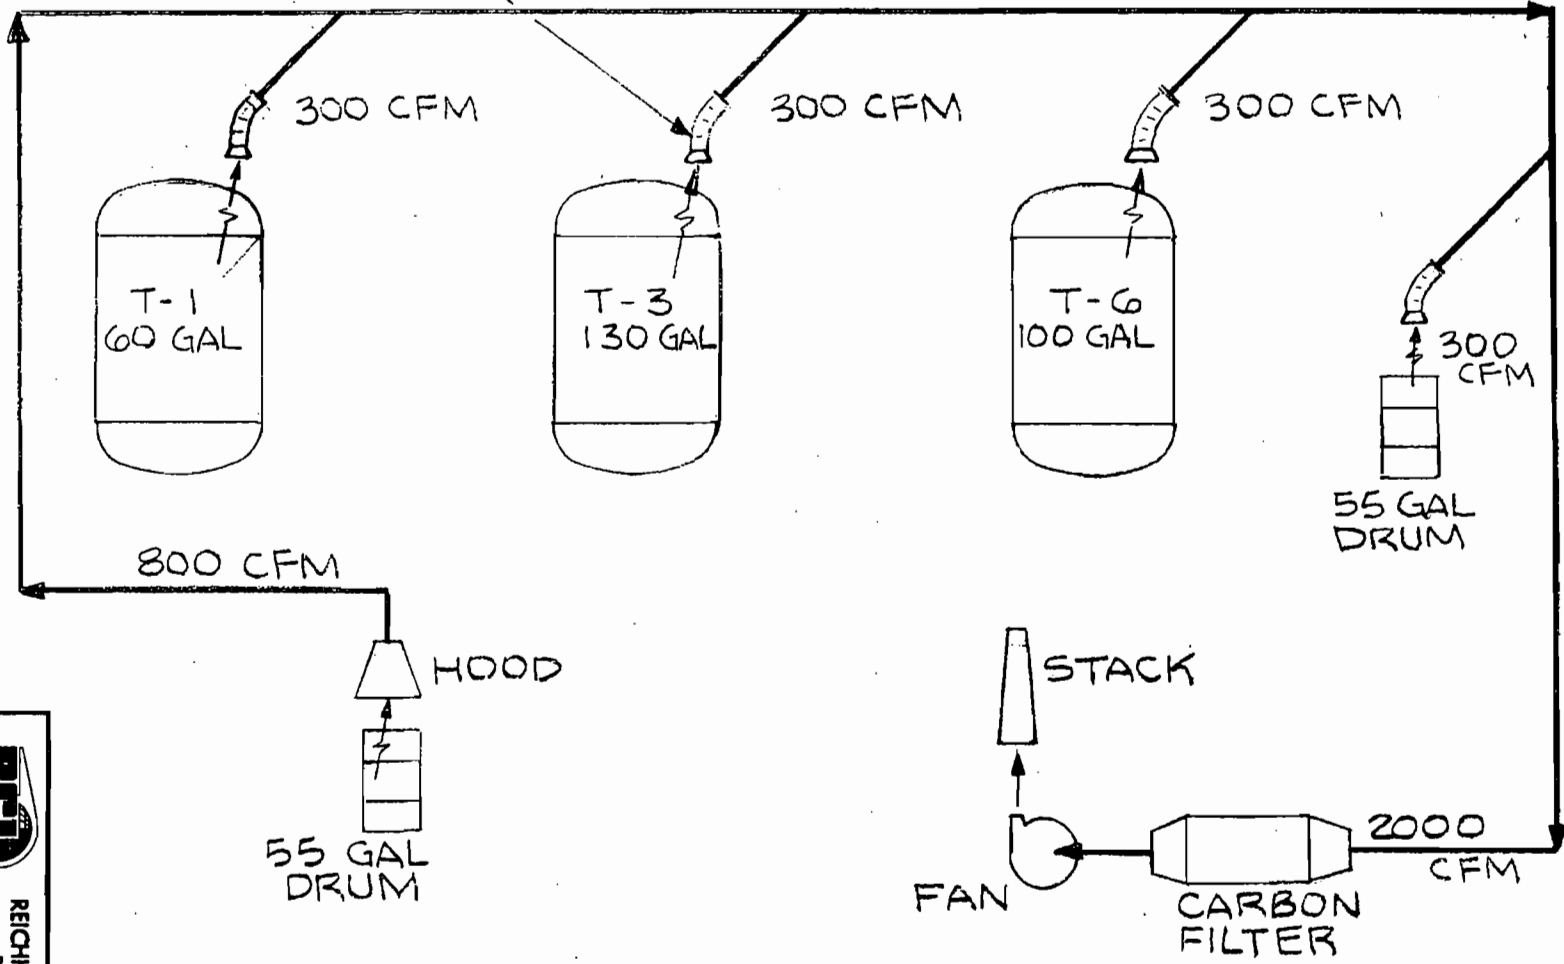 300 CFM
300 CFM
300 CFM
T-1
60 GAL
T-3
130 GAL
T-6
100 GAL
300
CFM
55 GAL
DRUM
800 CFM
HOOD
STACK
55 GAL
DRUM
2000
CFM
FAN
CARBON
FILTER